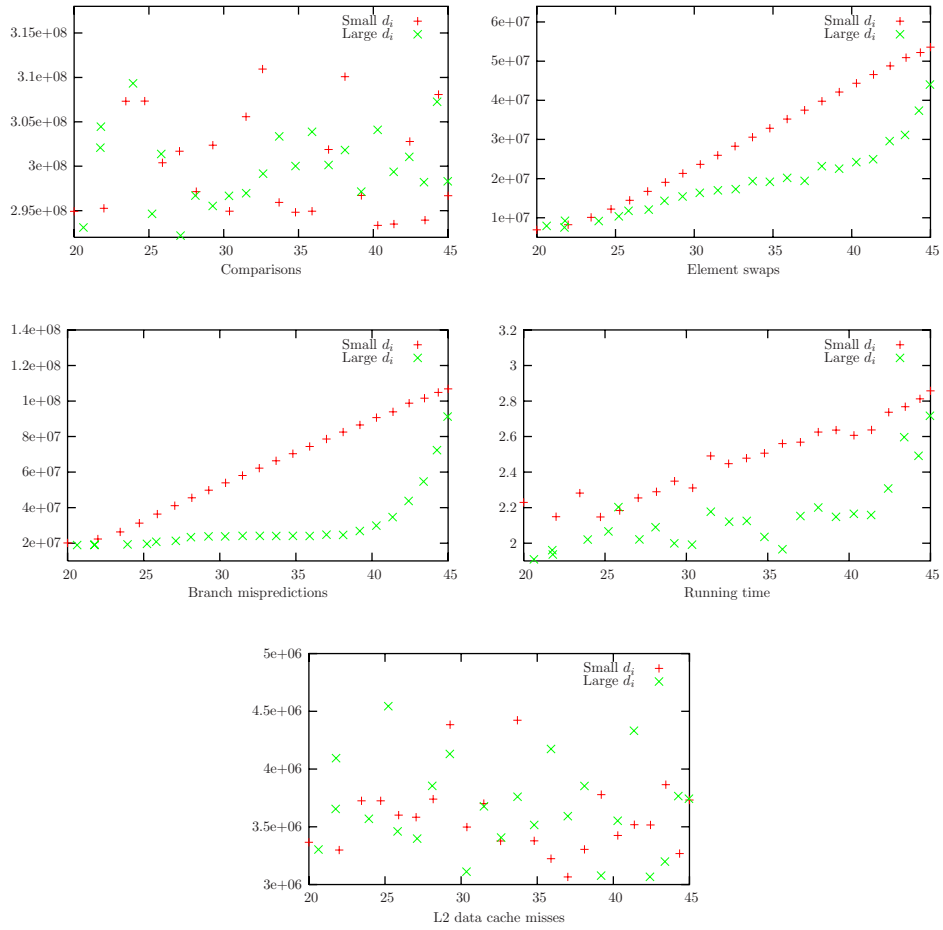 3.15e+08
3.1e+08
3.05e+08
3e+08
2.95e+08
20 25 30 35 40 45
Small d_i
Large d_i
Comparisons
6e+07
5e+07
4e+07
3e+07
2e+07
1e+07
20 25 30 35 40 45
Small d_i
Large d_i
Element swaps
1.4e+08
1.2e+08
1e+08
8e+07
6e+07
4e+07
2e+07
20 25 30 35 40 45
Small d_i
Large d_i
Branch mispredictions
3.2
3
2.8
2.6
2.4
2.2
2
20 25 30 35 40 45
Small d_i
Large d_i
Running time
5e+06
4.5e+06
4e+06
3.5e+06
3e+06
20 25 30 35 40 45
Small d_i
Large d_i
L2 data cache misses